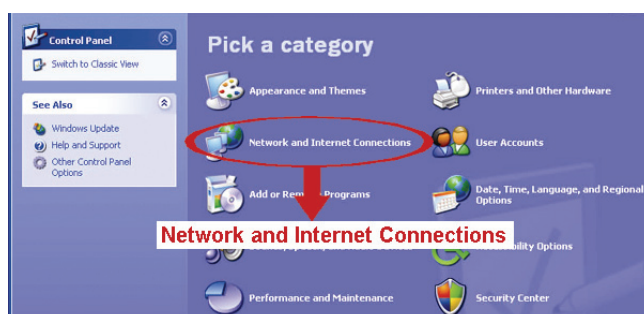 Control Panel
Switch to Classic View
See Also
Windows Update
Help and Support
Other Control Panel
Options
Pick a category
Appearance and Themes
Printers and Other Hardware
Network and Internet Connections
User Accounts
Add or Programs
Date, Time, Language, and Regional
Options
Network and Internet Connections
Options
Performance and Maintenance
Security Center